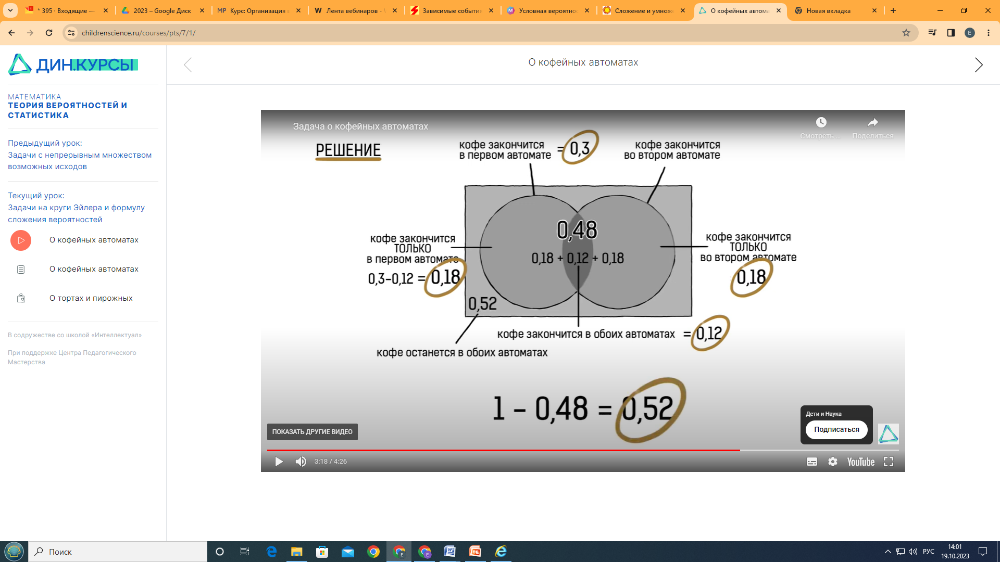 * 395 · Входящие —
2023 – Google Диск
MP Курс: Организация в
W Лента вебинаров -
Зависимые события
М Условная вероятнос
Сложение и умнож
О кофейных автома
Новая вкладка
childrenscience.ru/courses/pts/7/1/
E
ДИН.КУРСЫ
О кофейных автоматах
МАТЕМАТИКА
ТЕОРИЯ ВЕРОЯТНОСТЕЙ И
СТАТИСТИКА
Предыдущий урок:
Задачи с непрерывным множеством
возможных исходов
Текущий урок:
Задачи на круги Эйлера и формулу
сложения вероятностей
О кофейных автоматах
О кофейных автоматах
О тортах и пирожных
В содружестве со школой «Интеллектуал»
При поддержке Центра Педагогического
Мастерства
Задача о кофейных автоматах
Смотреть ...
Поделиться
РЕШЕНИЕ
кофе закончится
в первом автомате = 0,3
кофе закончится
во втором автомате
кофе закончится
ТОЛЬКО
в первом автомате
0,3-0,12 = 0,18
0,48
0,18 + 0,12 + 0,18
кофе закончится
ТОЛЬКО
во втором автомате
0,18
0,52
кофе закончится в обоих автоматах = 0,12
кофе останется в обоих автоматах
1 - 0,48 = 0,52
Дети и Наука
Подписаться
ПОКАЗАТЬ ДРУГИЕ ВИДЕО
3:18 / 4:26
YouTube
Поиск
РУС
14:01
19.10.2023